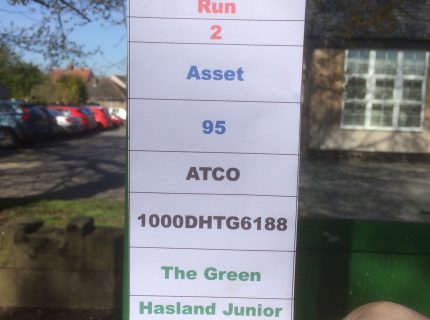 Run
2
Asset
95
ATCO
1000DHTG6188
The Green
Hasland Junior